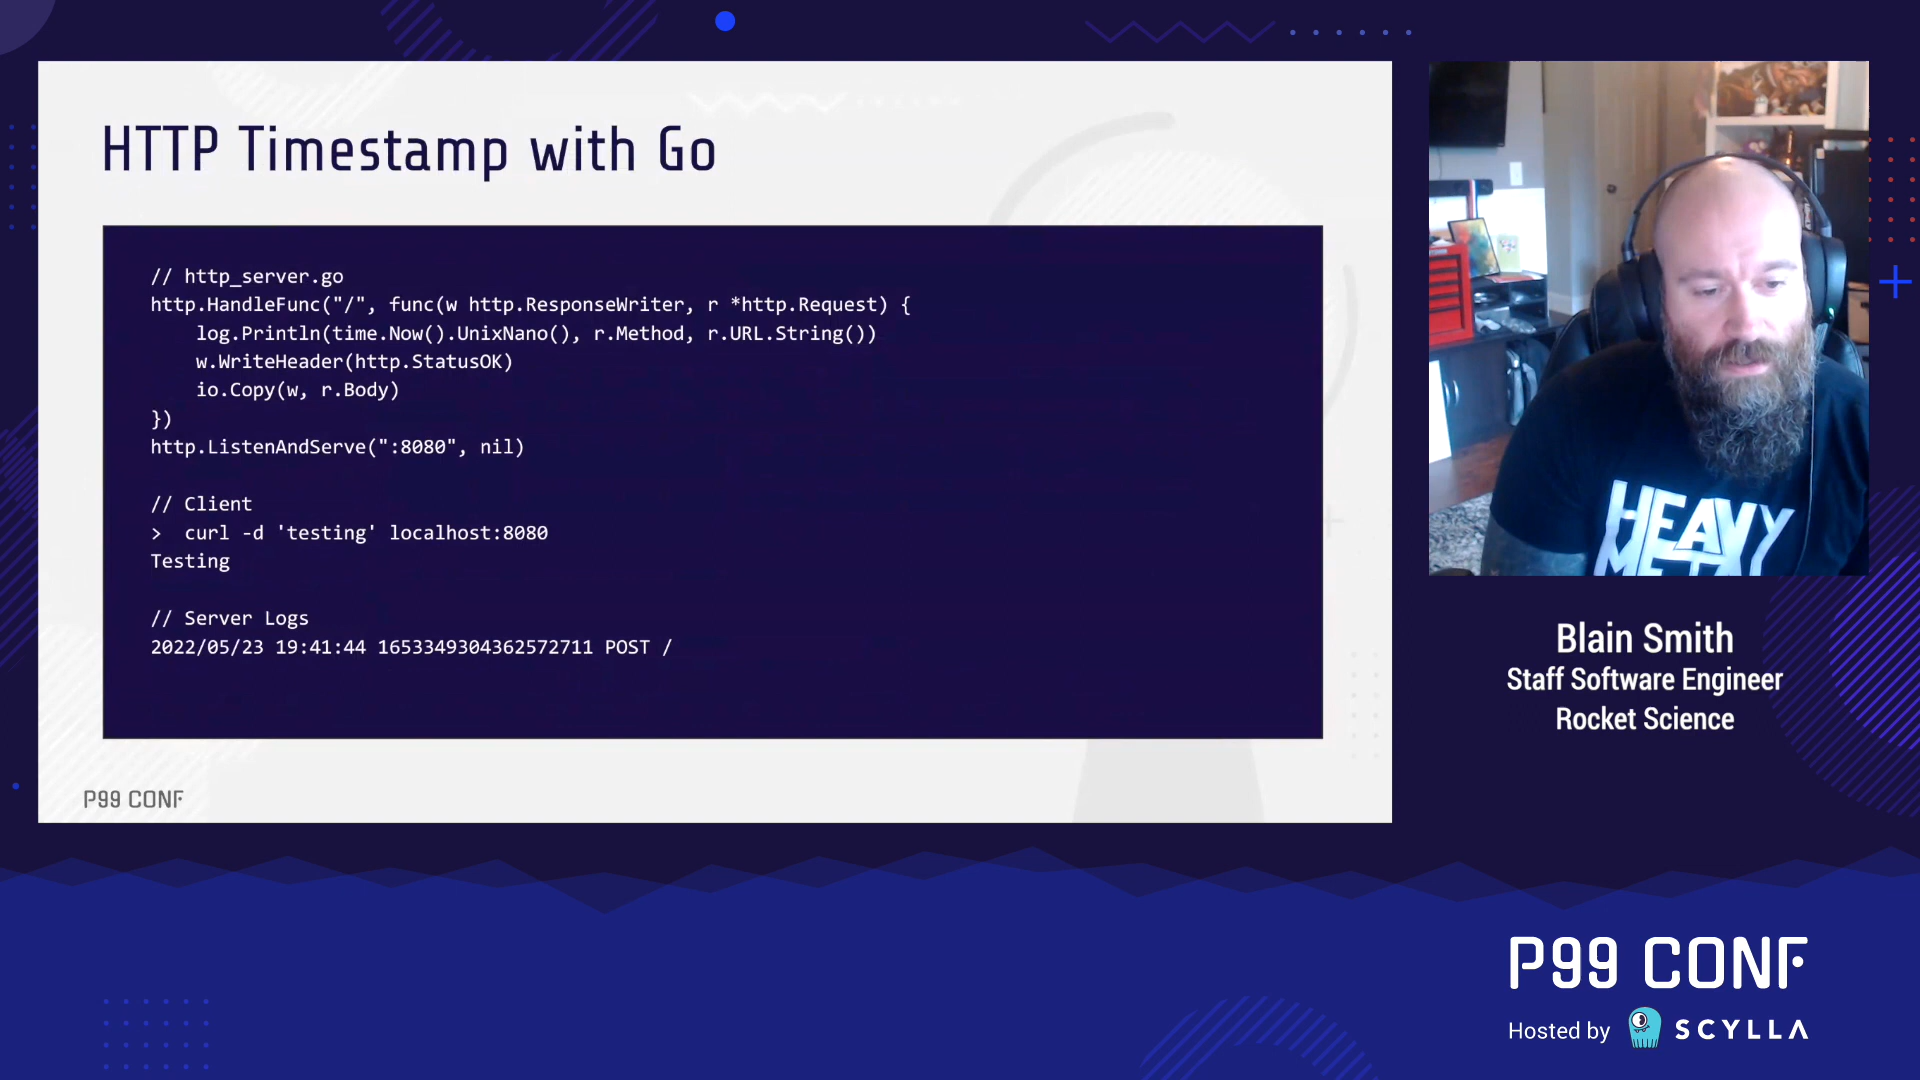 HTTP Timestamp with Go
// http_server.go
http.HandleFunc("/", func(w http.ResponseWriter, r *http.Request) {
    log.Println(time.Now().UnixNano(), r.Method, r.URL.String())
    w.WriteHeader(http.StatusOK)
    io.Copy(w, r.Body)
})
http.ListenAndServe(":8080", nil)
// Client
>  curl -d 'testing' localhost:8080
Testing
// Server Logs
2022/05/23 19:41:44 1653349304362572711 POST /
P99 CONF
HEAVY
METAL
Blain Smith
Staff Software Engineer
Rocket Science
P99 CONF
Hosted by SCYLLA